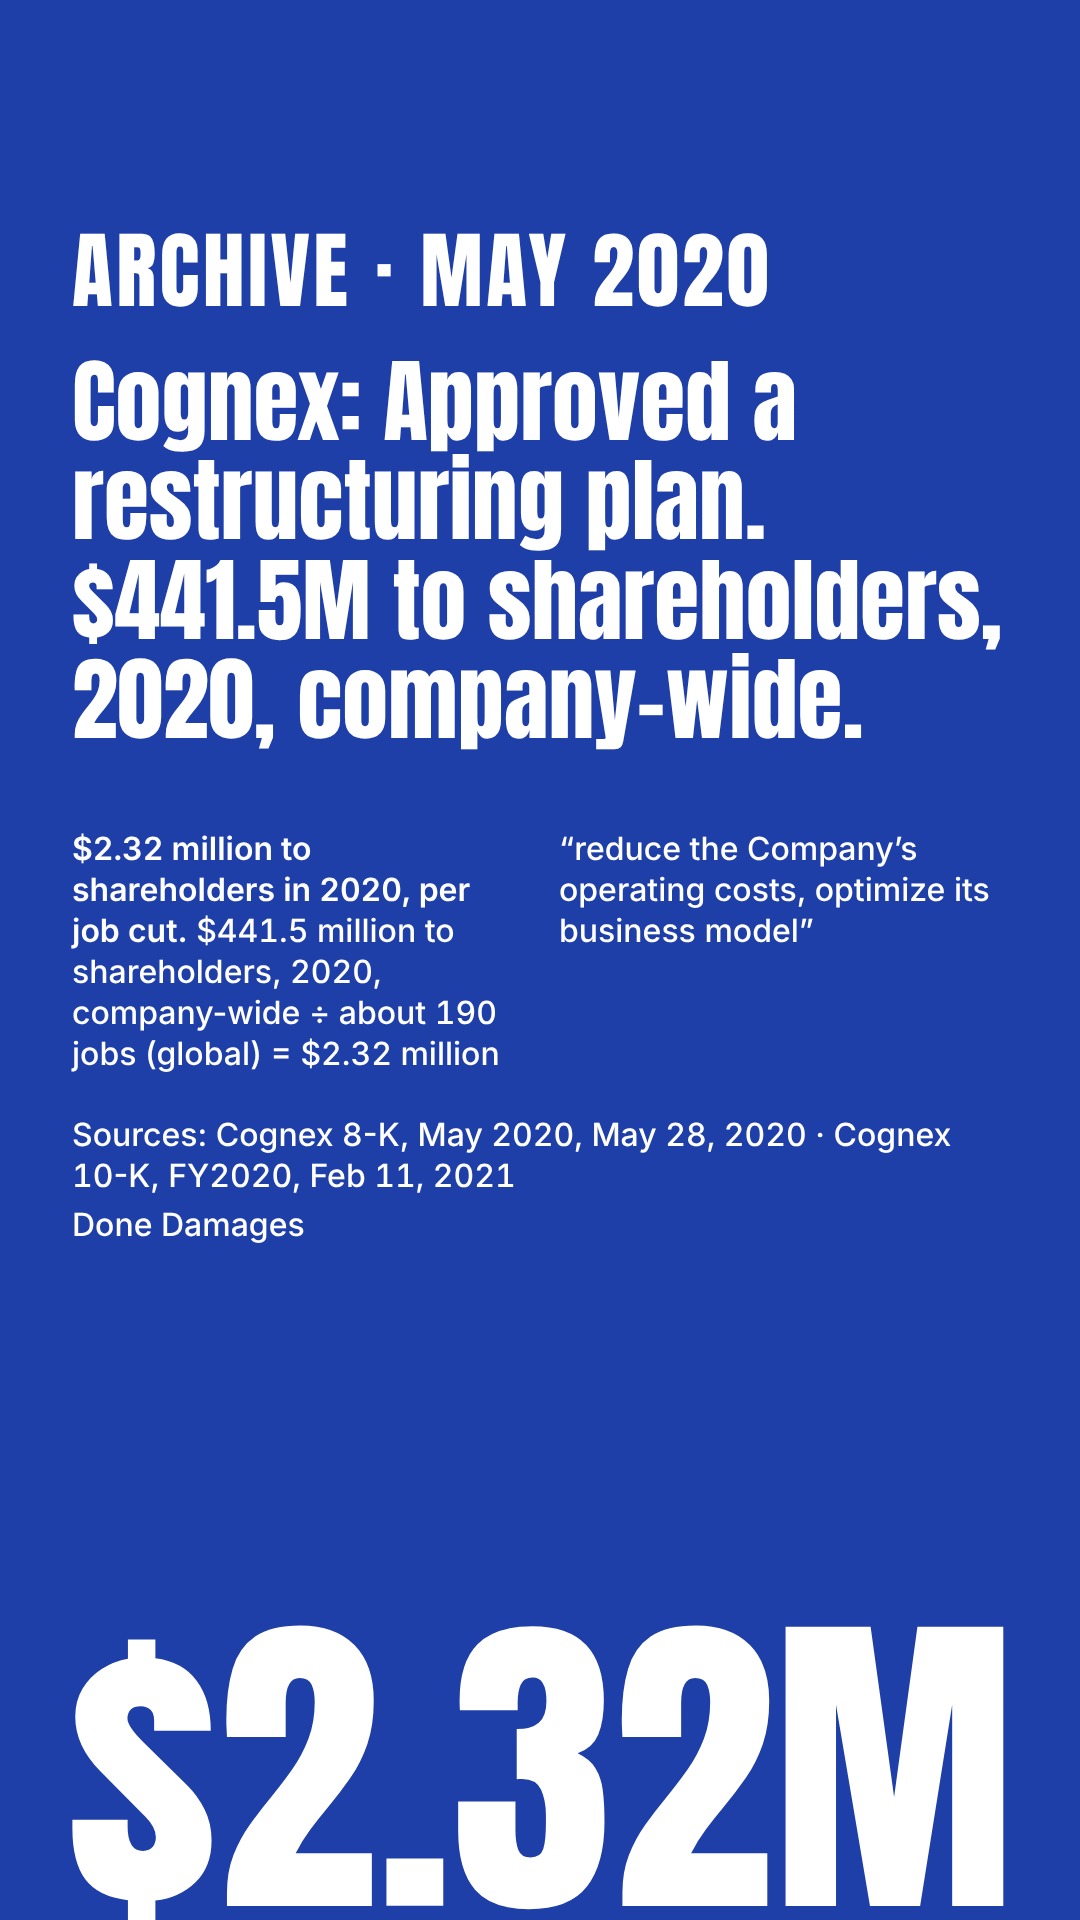 ARCHIVE · MAY 2020
Cognex: Approved a
restructuring plan.
$441.5M to shareholders,
2020, company-wide.
$2.32 million to
shareholders in 2020, per
job cut. $441.5 million to
shareholders, 2020,
company-wide ÷ about 190
jobs (global) = $2.32 million
“reduce the Company’s
operating costs, optimize its
business model”
Sources: Cognex 8-K, May 2020, May 28, 2020 · Cognex
10-K, FY2020, Feb 11, 2021
Done Damages
$2.32M